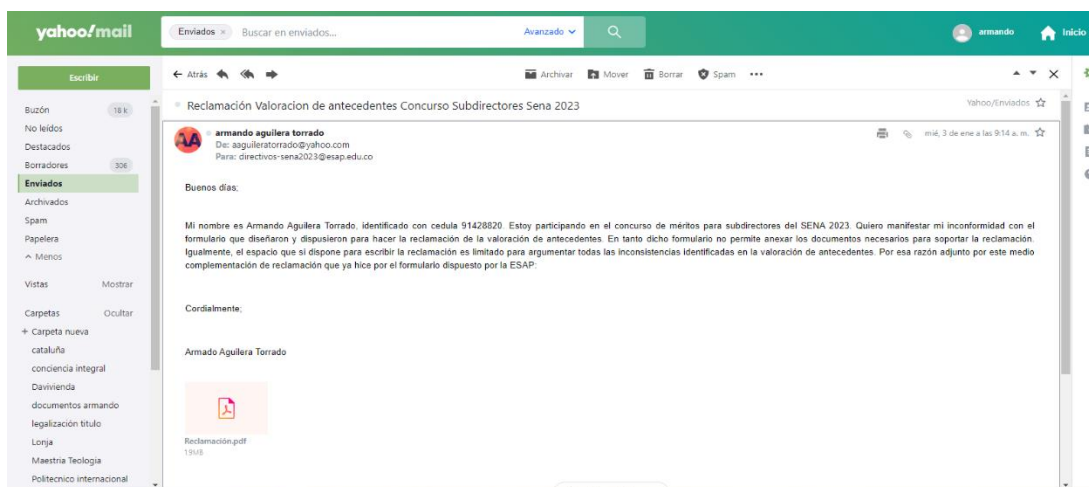 yahoo!mail
Enviados ×
Buscar en enviados...
Avanzado
armando
Inicio
Escribir
Atrás
Archivar
Mover
Borrar
Spam
Buzón
16 k
No leídos
Destacados
Borradores
306
Enviados
Archivados
Spam
Papelera
Menos
Vistas
Mostrar
Carpetas
Ocultar
+ Carpeta nueva
cataluña
conciencia integral
Davivienda
documentos armando
legalización título
Lonja
Maestria Teologia
Politecnico internacional
Reclamación Valoracion de antecedentes Concurso Subdirectores Sena 2023
Yahoo/Enviados
AA
armando aguilera torrado
De: aaguileratorrado@yahoo.com
Para: directivos-sena2023@esap.edu.co
mié, 3 de ene a las 9:14 a. m.
Buenos días;
Mi nombre es Armando Aguilera Torrado, identificado con cedula 91428820. Estoy participando en el concurso de méritos para subdirectores del SENA 2023. Quiero manifestar mi inconformidad con el
formulario que diseñaron y dispusieron para hacer la reclamación de la valoración de antecedentes. En tanto dicho formulario no permite anexar los documentos necesarios para soportar la reclamación.
Igualmente, el espacio que si dispone para escribir la reclamación es limitado para argumentar todas las inconsistencias identificadas en la valoración de antecedentes. Por esa razón adjunto por este medio
complementación de reclamación que ya hice por el formulario dispuesto por la ESAP:
Cordialmente;
Armado Aguilera Torrado
Reclamación.pdf
19MB